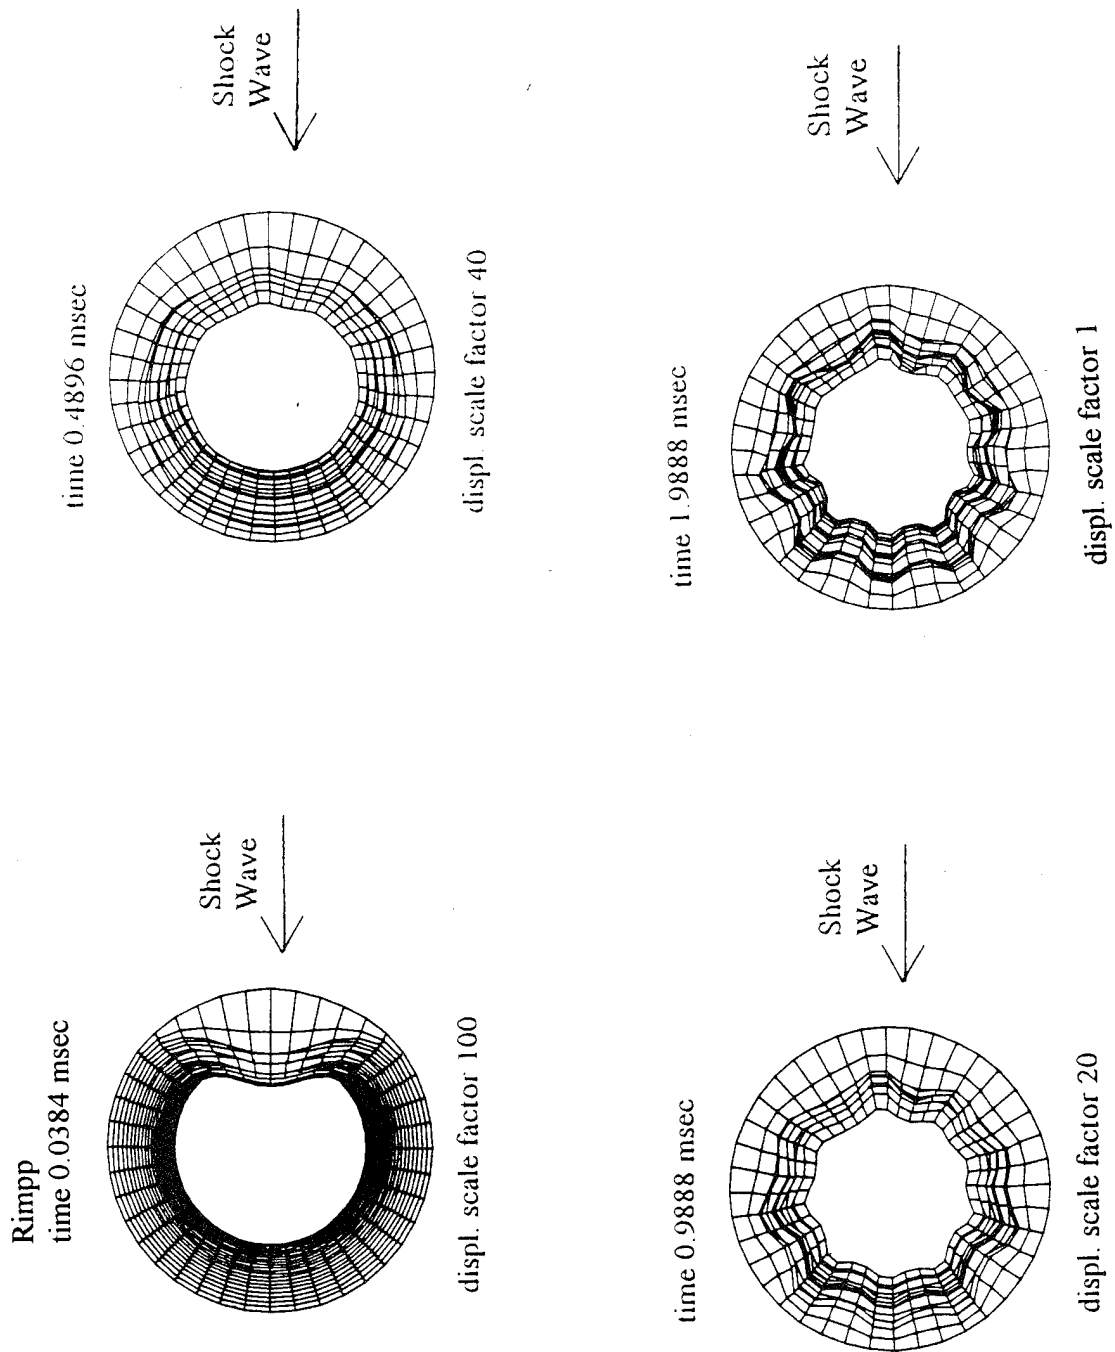 Rimpp
time 0.0384 msec
Shock
Wave
displ. scale factor 100
time 0.4896 msec
Shock
Wave
displ. scale factor 40
time 0.9888 msec
Shock
Wave
displ. scale factor 20
time 1.9888 msec
Shock
Wave
displ. scale factor 1